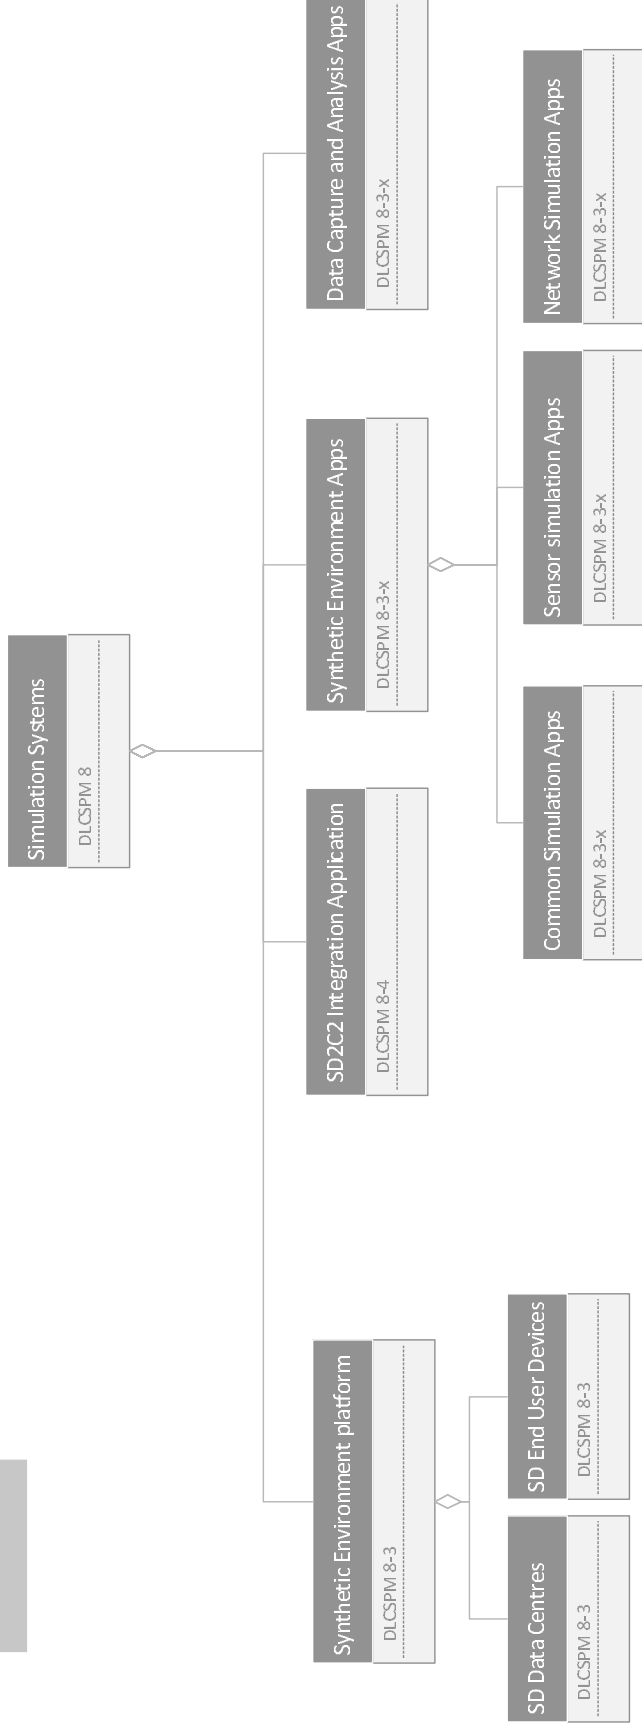 Simulation Systems
DLCSPM 8
Synthetic Environment platform
DLCSPM 8-3
SD2C2 Integration Application
DLCSPM 8-4
Synthetic Environment Apps
DLCSPM 8-3-x
Data Capture and Analysis Apps
DLCSPM 8-3-x
SD Data Centres
DLCSPM 8-3
SD End User Devices
DLCSPM 8-3
Common Simulation Apps
DLCSPM 8-3-x
Sensor simulation Apps
DLCSPM 8-3-x
Network Simulation Apps
DLCSPM 8-3-x